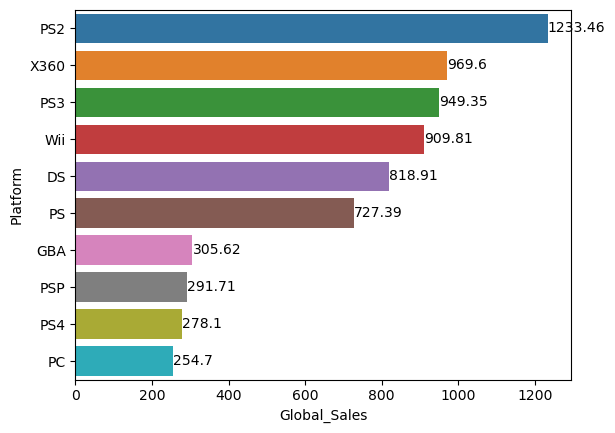 Platform
PS2 1233.46
X360 969.6
PS3 949.35
Wii 909.81
DS 818.91
PS 727.39
GBA 305.62
PSP 291.71
PS4 278.1
PC 254.7
0 200 400 600 800 1000 1200
Global_Sales